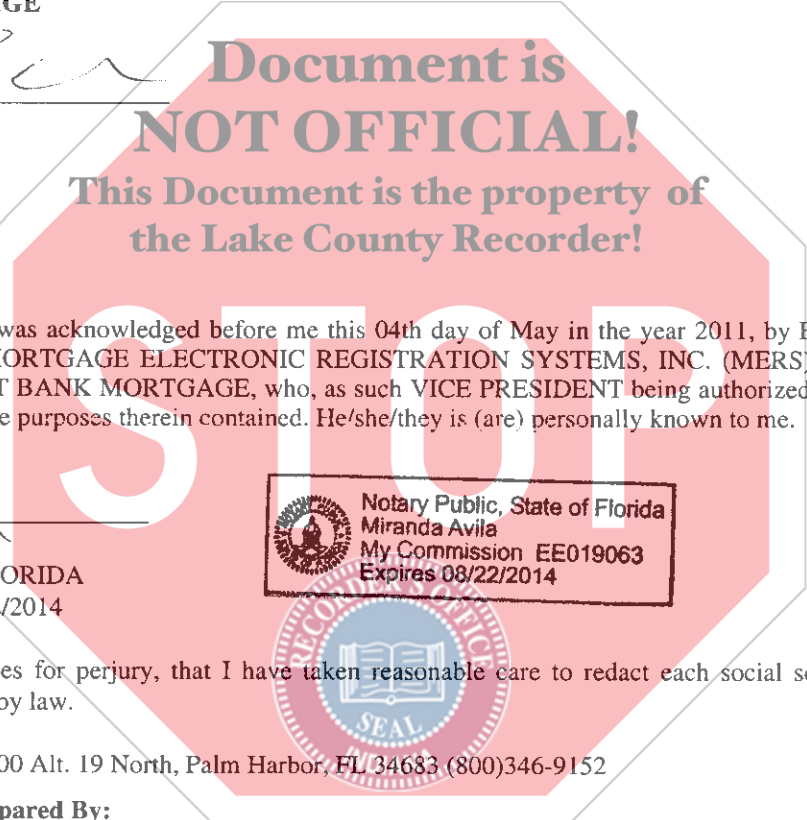 GE
Document is
NOT OFFICIAL!
This Document is the property of
the Lake County Recorder!
STOP
was acknowledged before me this 04th day of May in the year 2011, by
ORTGAGE ELECTRONIC REGISTRATION SYSTEMS, INC. (MERS)
T BANK MORTGAGE, who, as such VICE PRESIDENT being authorized
e purposes therein contained. He/she/they is (are) personally known to me.
Notary Public, State of Florida
Miranda Avila
My Commission EE019063
Expires 08/22/2014
ORIDA
/2014
RECORDER'S OFFICE
SEAL
INDIANA
es for perjury, that I have taken reasonable care to redact each social
by law.
00 Alt. 19 North, Palm Harbor, FL 34683 (800)346-9152
pared By: